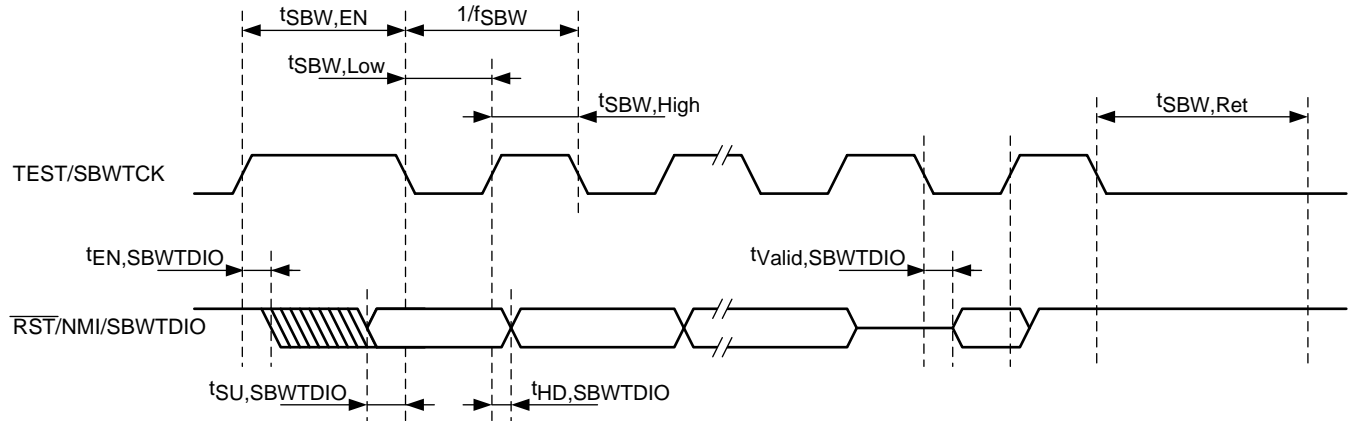 tSBW,EN
1/fSBW
tSBW,Low
tSBW,High
tSBW,Ret
TEST/SBWTCK
tEN,SBWTDIO
tValid,SBWTDIO
R̅S̅T̅/NMI/SBWTDIO
tSU,SBWTDIO
tHD,SBWTDIO